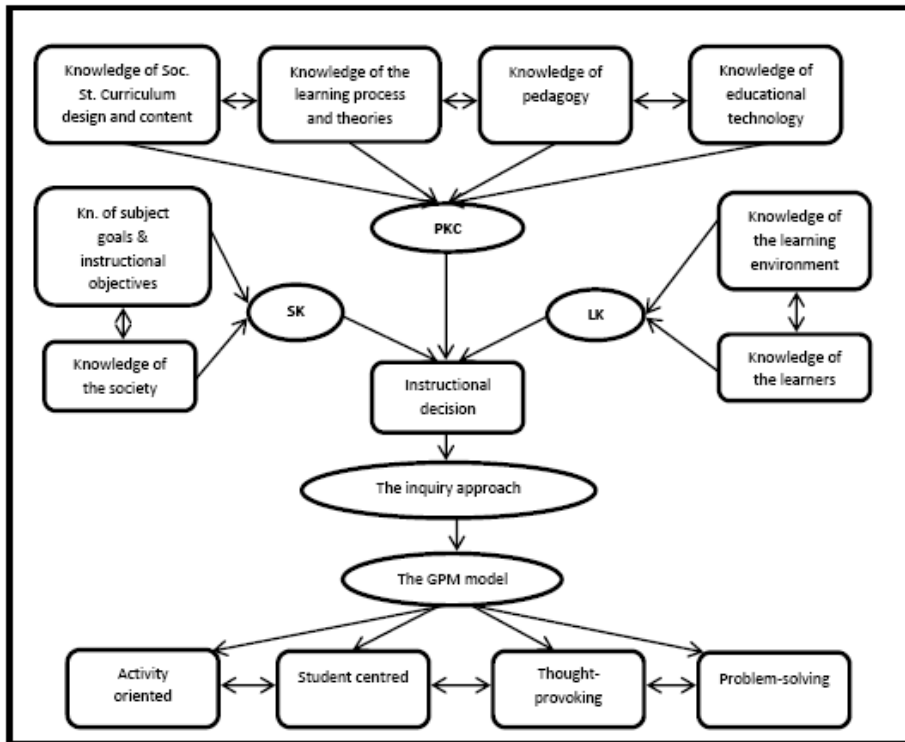 Knowledge of Soc.
St. Curriculum
design and content
Knowledge of the
learning process
and theories
Knowledge of
pedagogy
Knowledge of
educational
technology
PKC
Kn. of subject
goals &
instructional
objectives
Knowledge of
the learning
environment
SK
LK
Knowledge of
the society
Instructional
decision
Knowledge of
the learners
The inquiry approach
The GPM model
Activity
oriented
Student centred
Thought-
provoking
Problem-solving